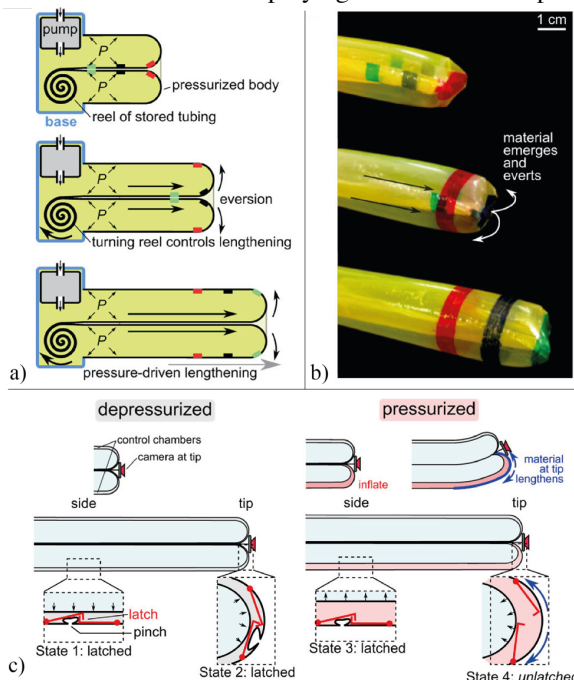 pump
P
pressurized body
reel of stored tubing
base
P
eversion
turning reel controls lengthening
P
pressure-driven lengthening
a)
1 cm
material
emerges
and
everts
b)
depressurized
control chambers
camera at tip
side
tip
latch
pinch
State 1: latched
State 2: latched
pressurized
inflate
material
at tip
lengthens
side
tip
State 3: latched
State 4: unlatched
c)